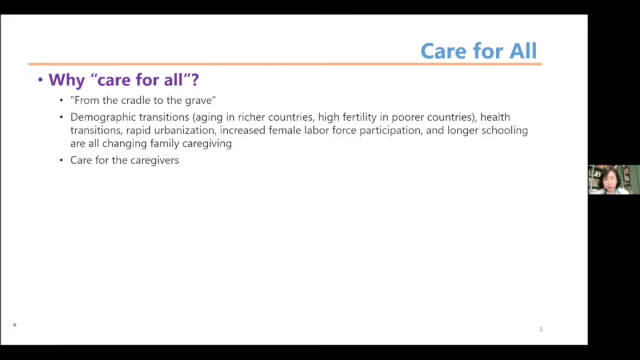 Care for All
• Why “care for all”?
• “From the cradle to the grave”
• Demographic transitions (aging in richer countries, high fertility in poorer countries), health
transitions, rapid urbanization, increased female labor force participation, and longer schooling
are all changing family caregiving
• Care for the caregivers
3